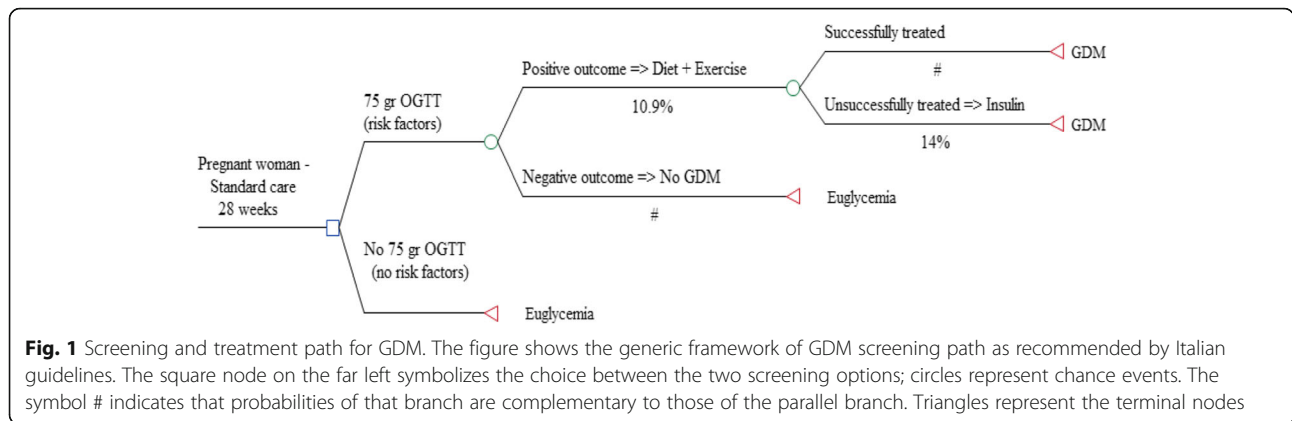 Successfully treated
GDM
#
Positive outcome => Diet + Exercise
10.9%
Unsuccessfully treated => Insulin
GDM
14%
75 gr OGTT
(risk factors)
Pregnant woman -
Standard care
28 weeks
Negative outcome => No GDM
Euglycemia
#
No 75 gr OGTT
(no risk factors)
Euglycemia
Fig. 1 Screening and treatment path for GDM. The figure shows the generic framework of GDM screening path as recommended by Italian
guidelines. The square node on the far left symbolizes the choice between the two screening options; circles represent chance events. The
symbol # indicates that probabilities of that branch are complementary to those of the parallel branch. Triangles represent the terminal nodes